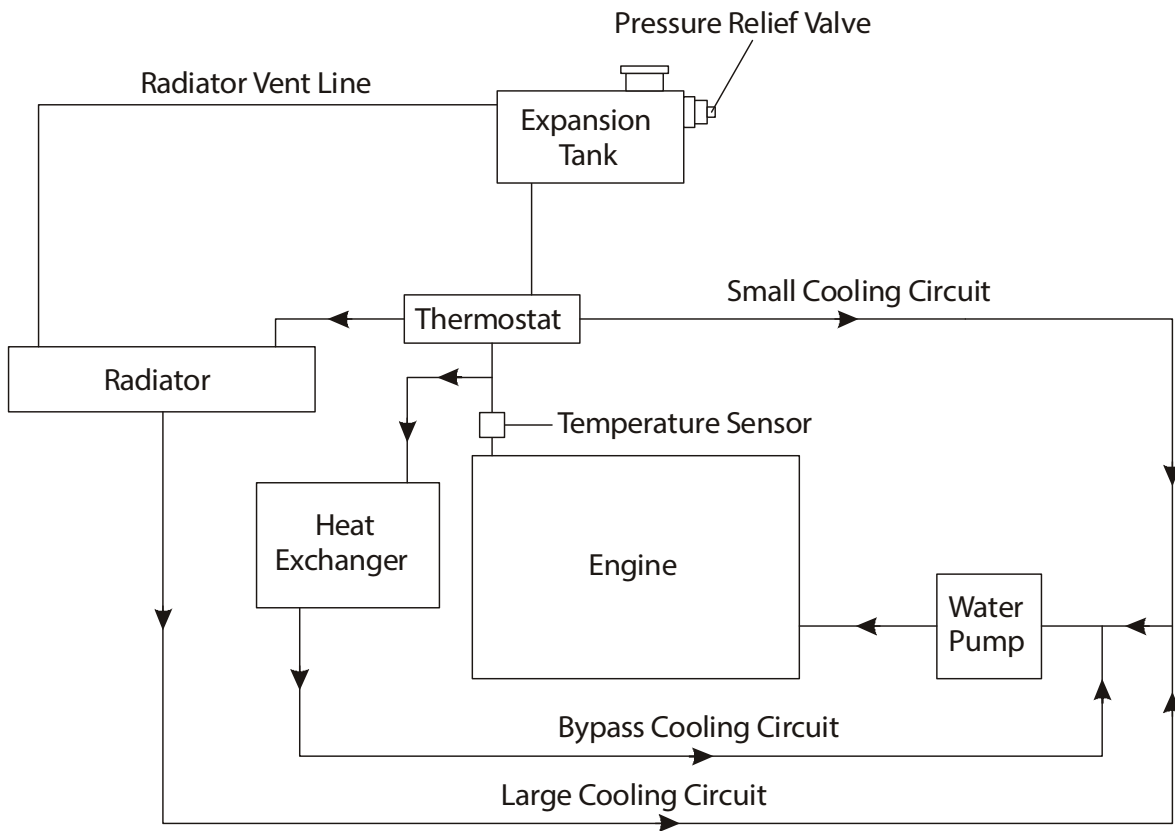 Pressure Relief Valve
Radiator Vent Line
Expansion
Tank
Small Cooling Circuit
Thermostat
Radiator
Temperature Sensor
Heat
Exchanger
Engine
Water
Pump
Bypass Cooling Circuit
Large Cooling Circuit